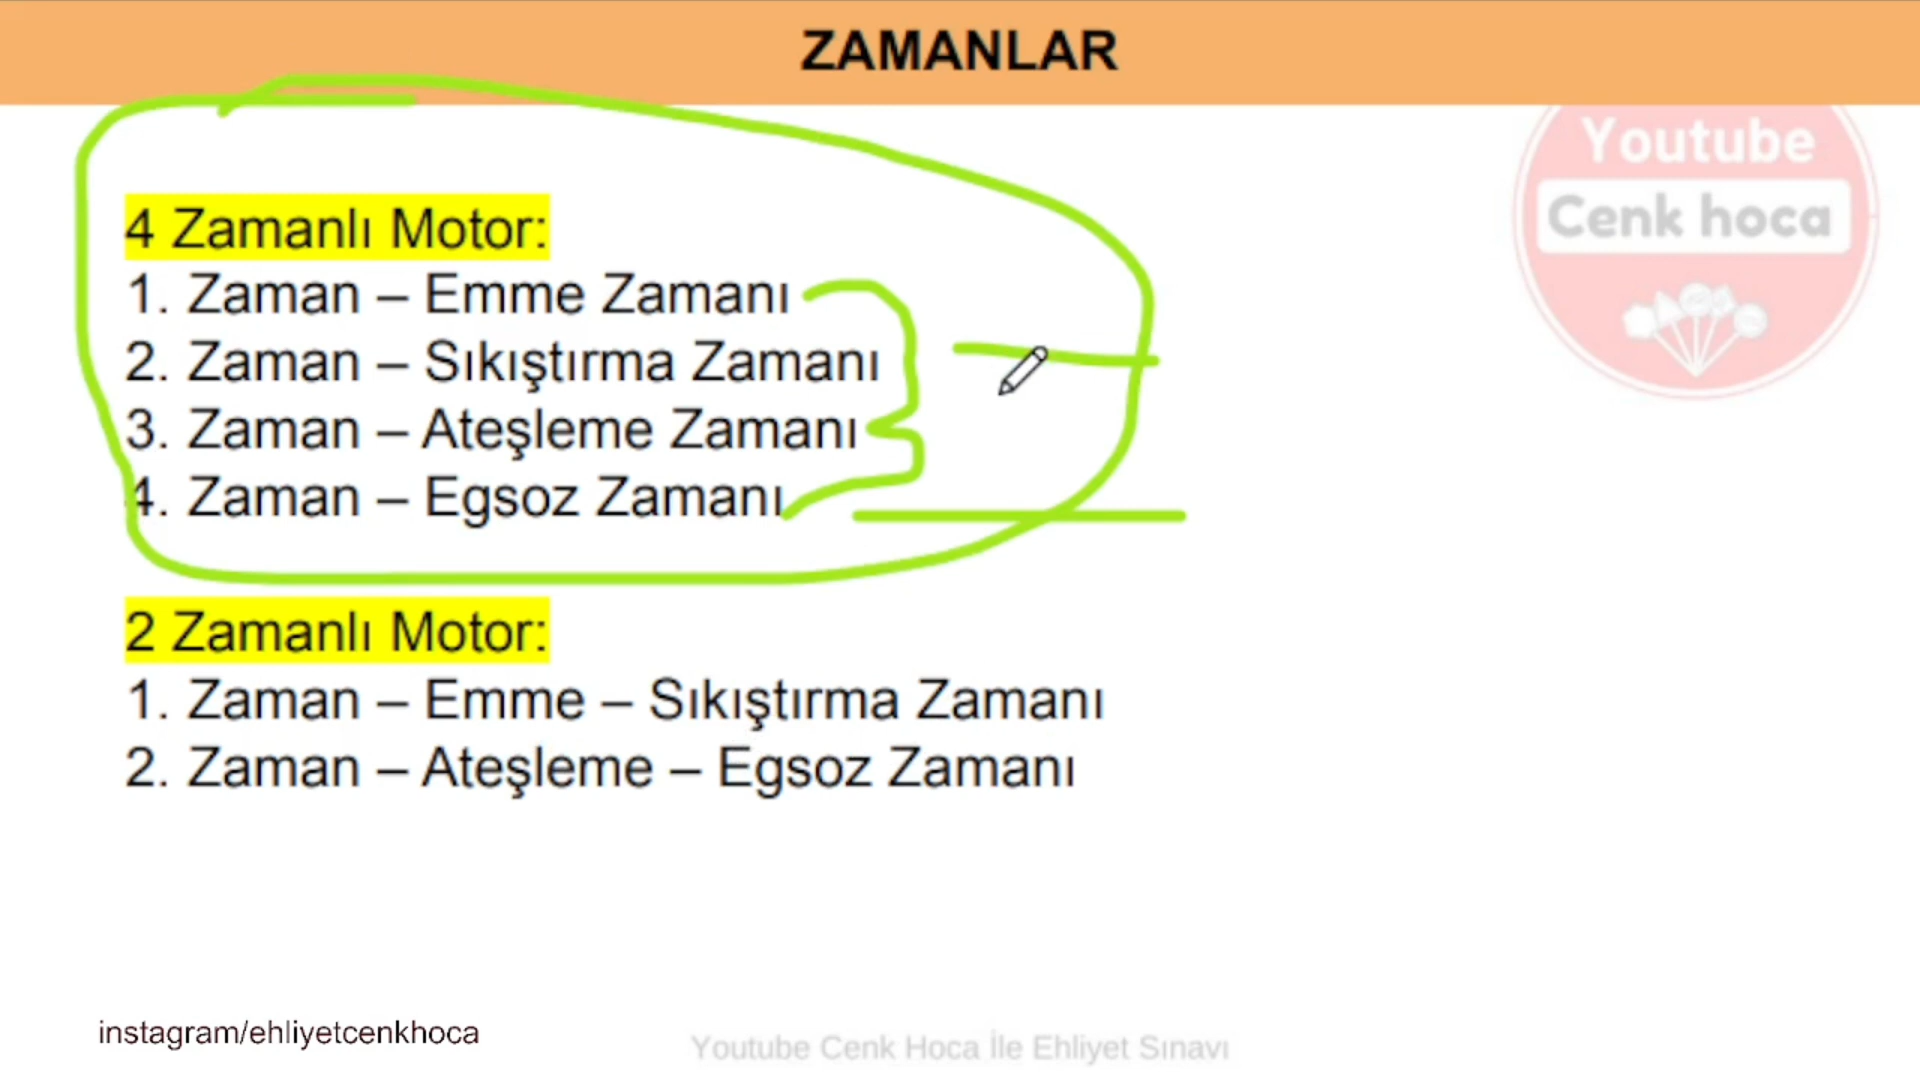 ZAMANLAR
Youtube
Cenk hoca
4 Zamanlı Motor:
1. Zaman – Emme Zamanı
2. Zaman – Sıkıştırma Zamanı
3. Zaman – Ateşleme Zamanı
4. Zaman – Egsoz Zamanı
2 Zamanlı Motor:
1. Zaman – Emme – Sıkıştırma Zamanı
2. Zaman – Ateşleme – Egsoz Zamanı
instagram/ehliyetcenkhoca
Youtube Cenk Hoca İle Ehliyet Sınavı